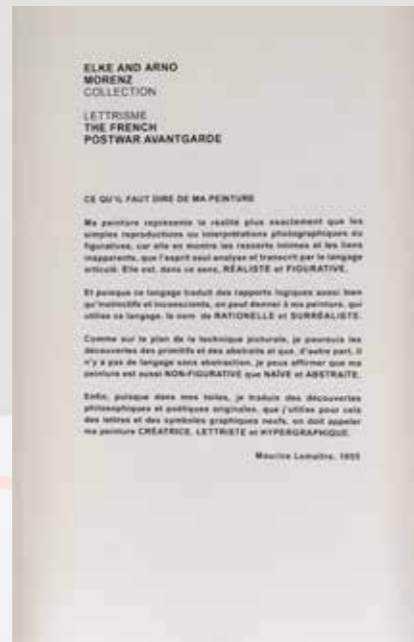 ELKE AND ARNO
MORENZ
COLLECTION
LETTRISME
THE FRENCH
POSTWAR AVANTGARDE
CE QU'IL FAUT DIRE DE MA PEINTURE
Ma peinture représente la réalité plus exactement que les
simples reproductions ou interprétations photographiques ou
figuratives, car elle en montre les ressorts intimes et les liens
inapparents, que l'esprit seul analyse et transcrit par le langage
articulé. Elle est, dans ce sens, RÉALISTE et FIGURATIVE.
Et puisque ce langage traduit des rapports logiques aussi bien
qu'instinctifs et inconscients, on peut donner à ma peinture, qui
utilise ce langage, le nom de RATIONELLE et SURRÉALISTE.
Comme sur le plan de la technique picturale, je poursuis les
découvertes des primitifs et des abstraits et que, d'autre part, il
n'y a pas de langage sans abstraction, je peux affirmer que ma
peinture est aussi NON-FIGURATIVE que NAÏVE et ABSTRAITE.
Enfin, puisque dans mes toiles, je traduis des découvertes
philosophiques et poétiques originales, que j'utilise pour cela
des lettres et des symboles graphiques neufs, on doit appeler
ma peinture CRÉATRICE, LETTRISTE et HYPERGRAPHIQUE.
Maurice Lemaître,